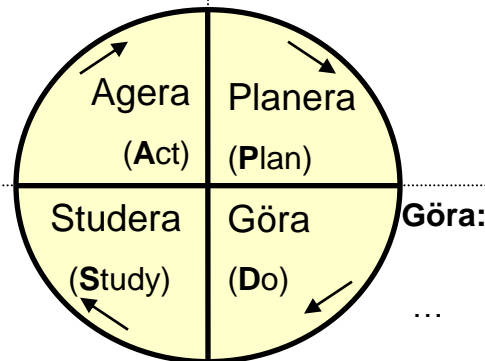 Agera
(Act)
Planera
(Plan)
Studera
(Study)
Göra
(Do)
Göra:
…